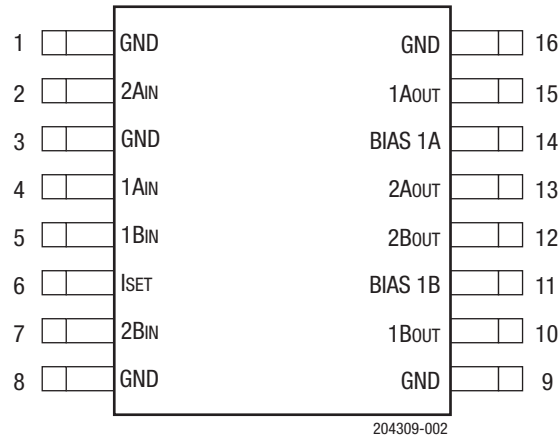 1 GND GND 16
2 2AIN 1AOUT 15
3 GND BIAS 1A 14
4 1AIN 2AOUT 13
5 1BIN 2BOUT 12
6 ISET BIAS 1B 11
7 2BIN 1BOUT 10
8 GND GND 9
204309-002